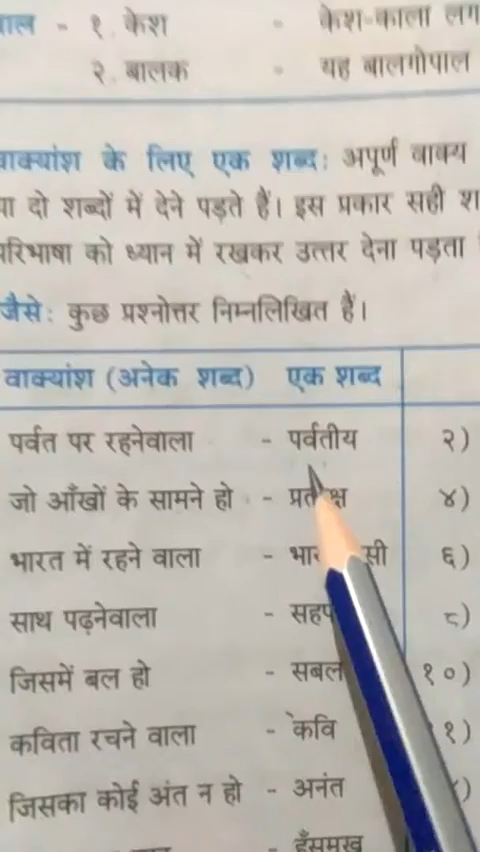 १. केश - केश-काला
२. बालक - यह बालगोपाल
के लिए एक शब्द: अपूर्ण वाक्य
दो शब्दों में देने पड़ते हैं। इस प्रकार सही
को ध्यान में रखकर उत्तर देना पड़ता
जैसे: कुछ प्रश्नोत्तर निम्नलिखित हैं।
वाक्यांश (अनेक शब्द) एक शब्द
पर्वत पर रहनेवाला - पर्वतीय २)
जो आँखों के सामने हो - ४)
भारत में रहने वाला - ६)
साथ पढ़नेवाला - ८)
जिसमें बल हो - सबल १०)
कविता रचने वाला - कवि
जिसका कोई अंत न हो - अनंत
हँसमुख